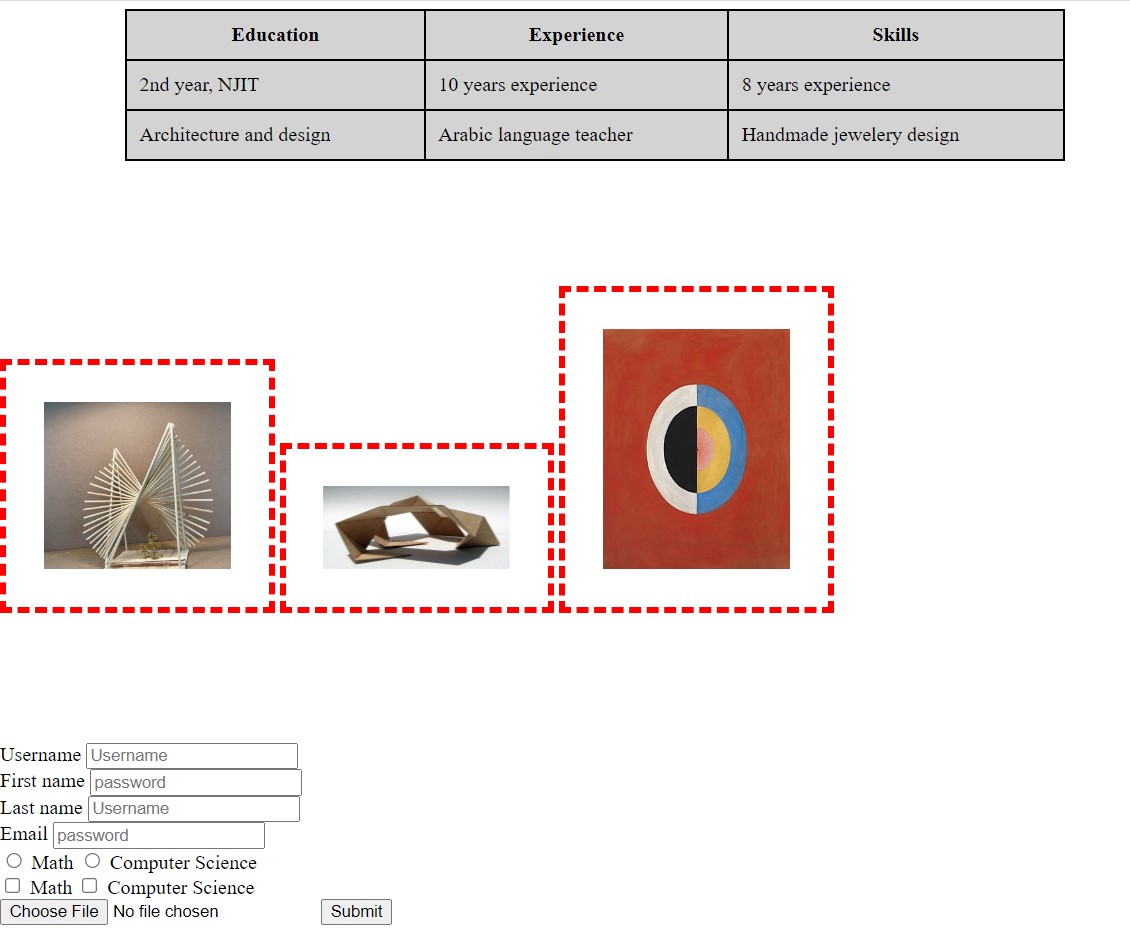 Education Experience Skills
2nd year, NJIT 10 years experience 8 years experience
Architecture and design Arabic language teacher Handmade jewelery design
Username Username
First name password
Last name Username
Email password
Math Computer Science
Math Computer Science
Choose File No file chosen Submit